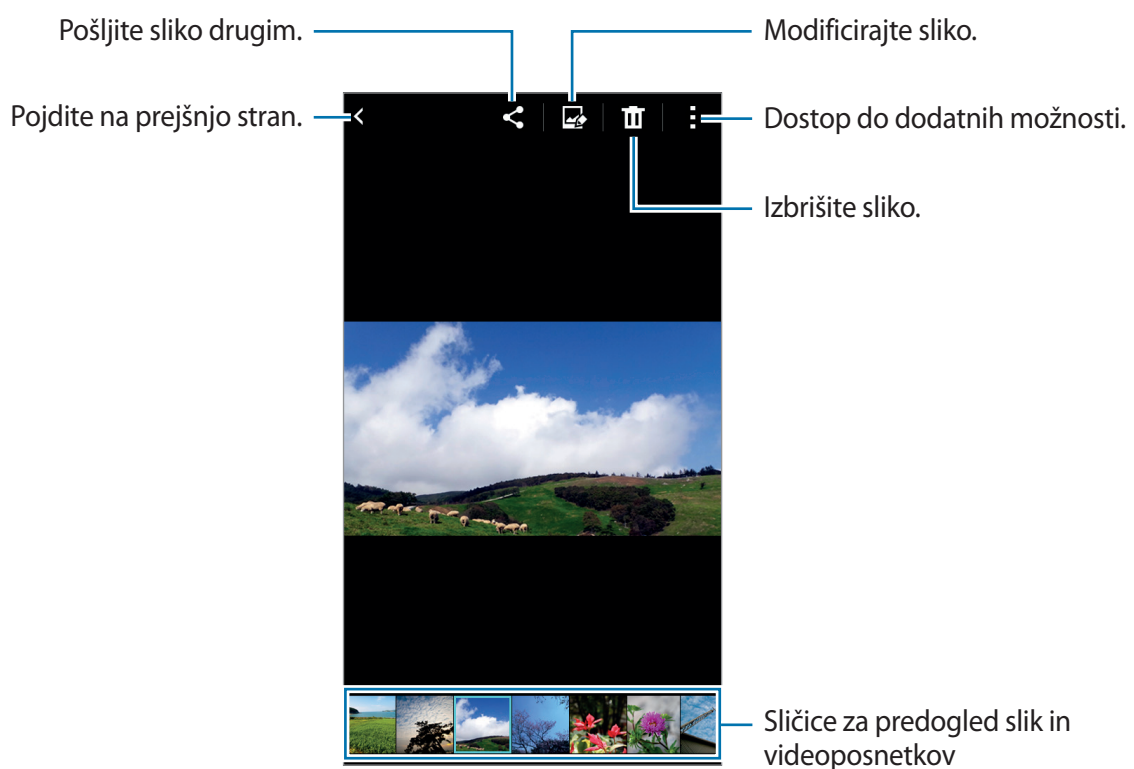 Pošljite sliko drugim.
Modificirajte sliko.
Pojdite na prejšnjo stran.
Dostop do dodatnih možnosti.
Izbrišite sliko.
Sličice za predogled slik in
videoposnetkov